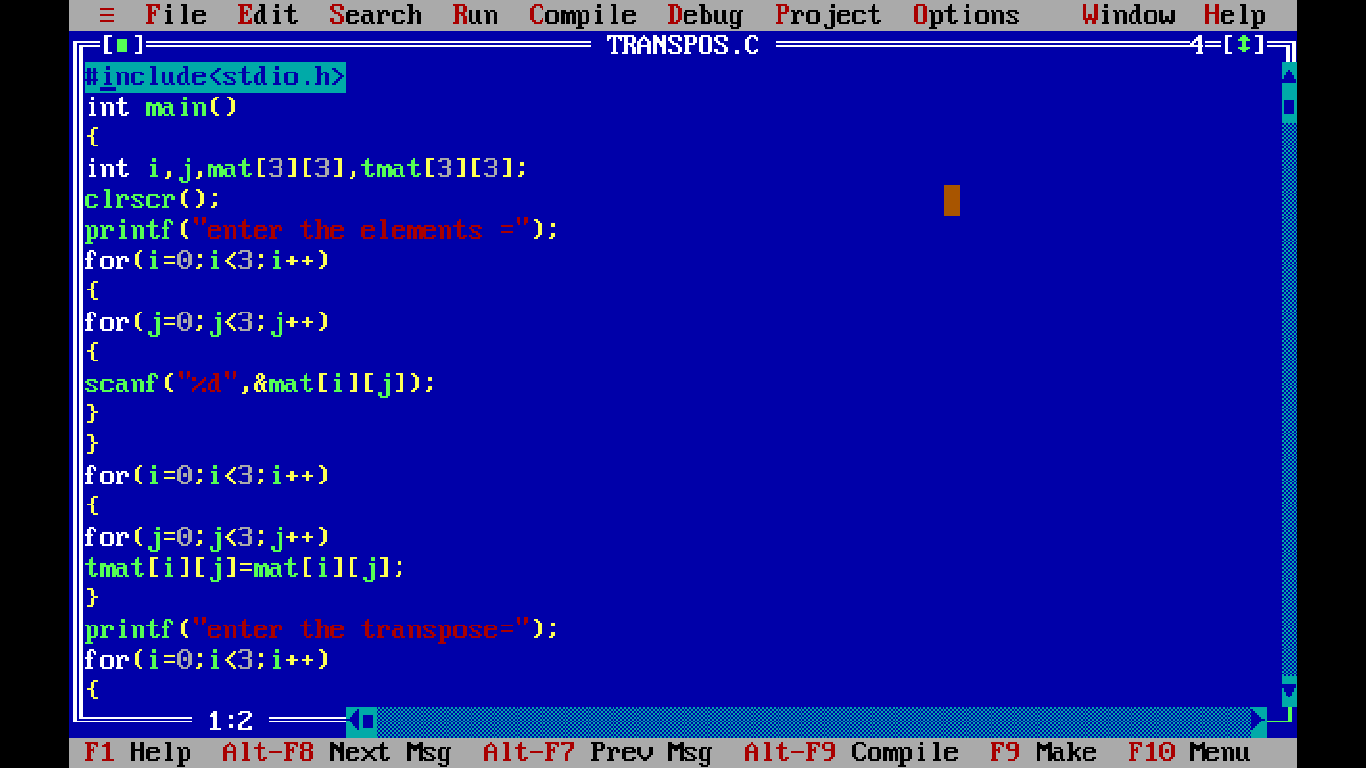 ≡ File Edit Search Run Compile Debug Project Options Window Help
[■] TRANSPOS.C 4=[↕]
#include<stdio.h>
int main()
{
int i,j,mat[3][3],tmat[3][3];
clrscr();
printf("enter the elements =");
for(i=0;i<3;i++)
{
for(j=0;j<3;j++)
{
scanf("%d",&mat[i][j]);
}
}
for(i=0;i<3;i++)
{
for(j=0;j<3;j++)
tmat[i][j]=mat[i][j];
}
printf("enter the transpose=");
for(i=0;i<3;i++)
{
1:2
F1 Help Alt-F8 Next Msg Alt-F7 Prev Msg Alt-F9 Compile F9 Make F10 Menu